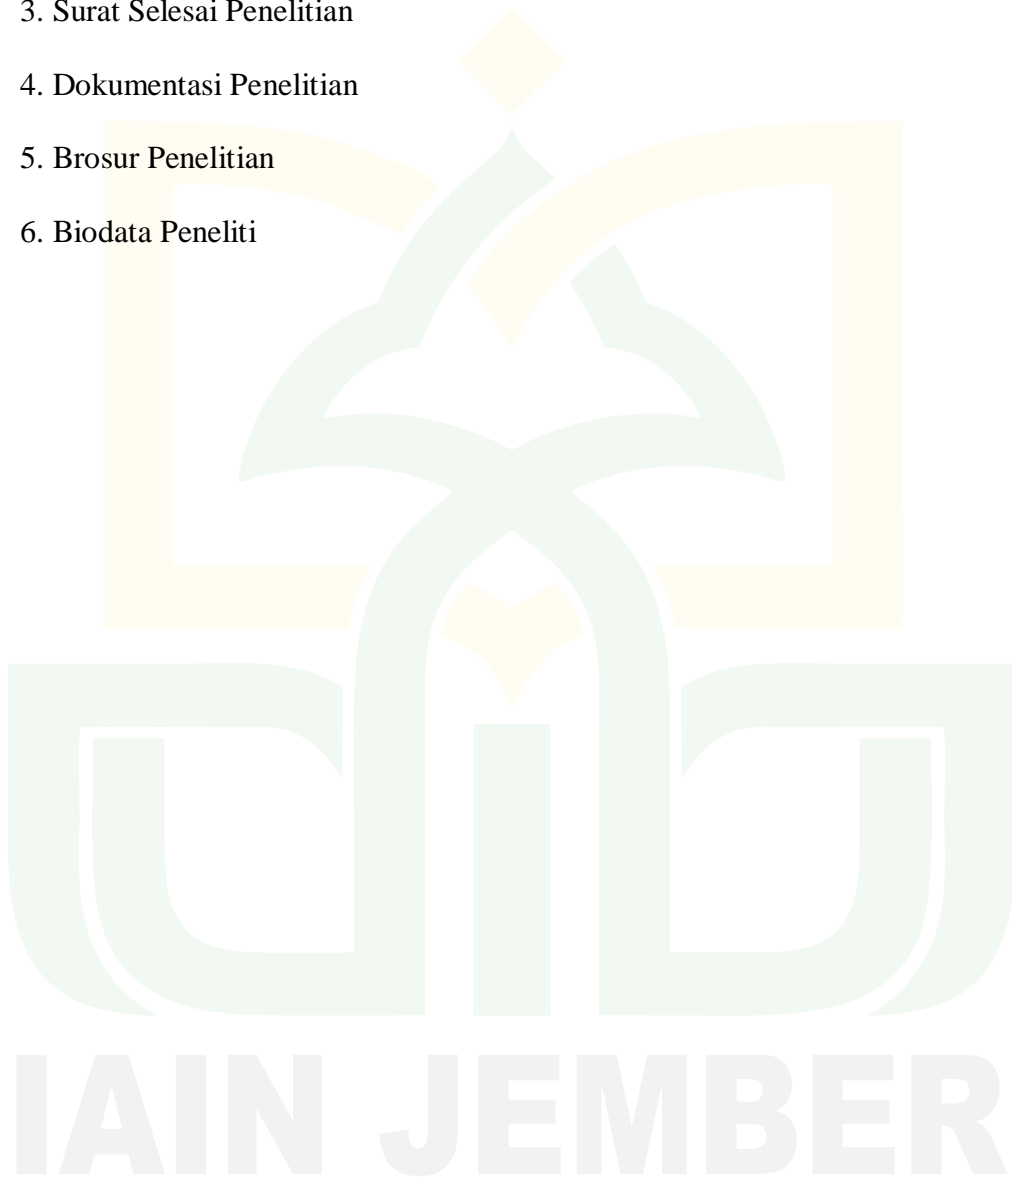 3. Surat Selesai Penelitian
4. Dokumentasi Penelitian
5. Brosur Penelitian
6. Biodata Peneliti
IAIN JEMBER